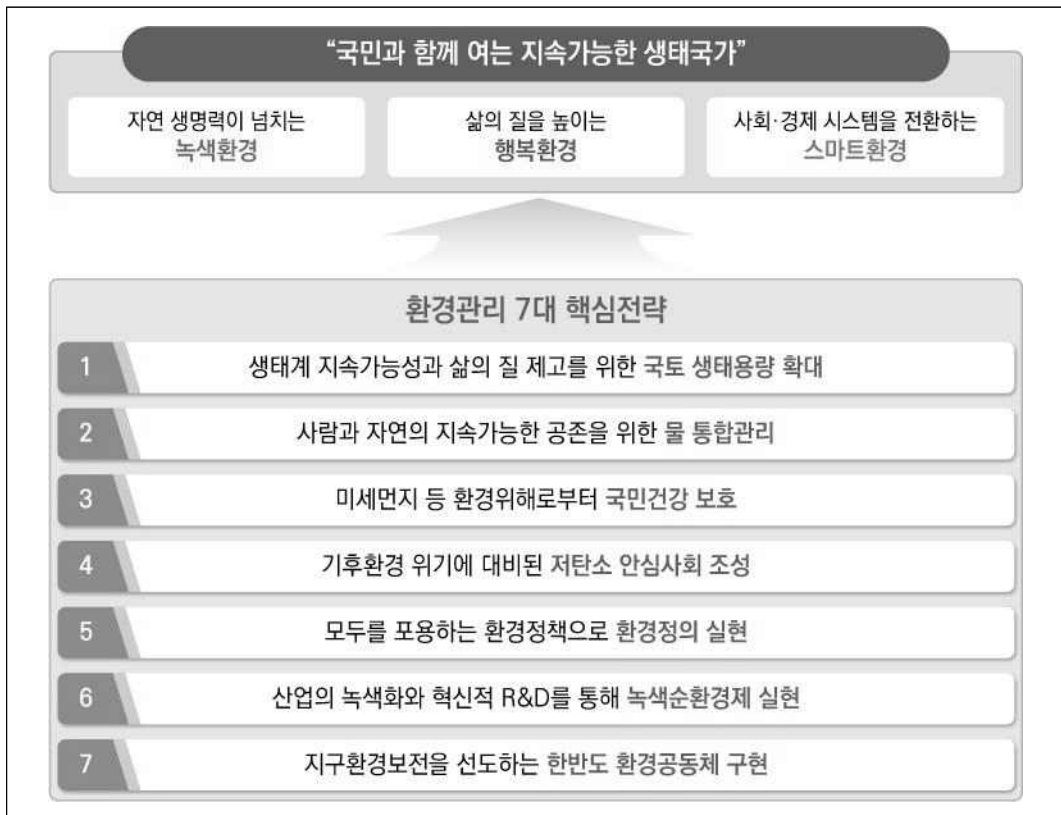 “국민과 함께 여는 지속가능한 생태국가”
자연 생명력이 넘치는
녹색환경
삶의 질을 높이는
행복환경
사회·경제 시스템을 전환하는
스마트환경
환경관리 7대 핵심전략
1 생태계 지속가능성과 삶의 질 제고를 위한 국토 생태용량 확대
2 사람과 자연의 지속가능한 공존을 위한 물 통합관리
3 미세먼지 등 환경위해로부터 국민건강 보호
4 기후환경 위기에 대비된 저탄소 안심사회 조성
5 모두를 포용하는 환경정책으로 환경정의 실현
6 산업의 녹색화와 혁신적 R&D를 통해 녹색순환경제 실현
7 지구환경보전을 선도하는 한반도 환경공동체 구현